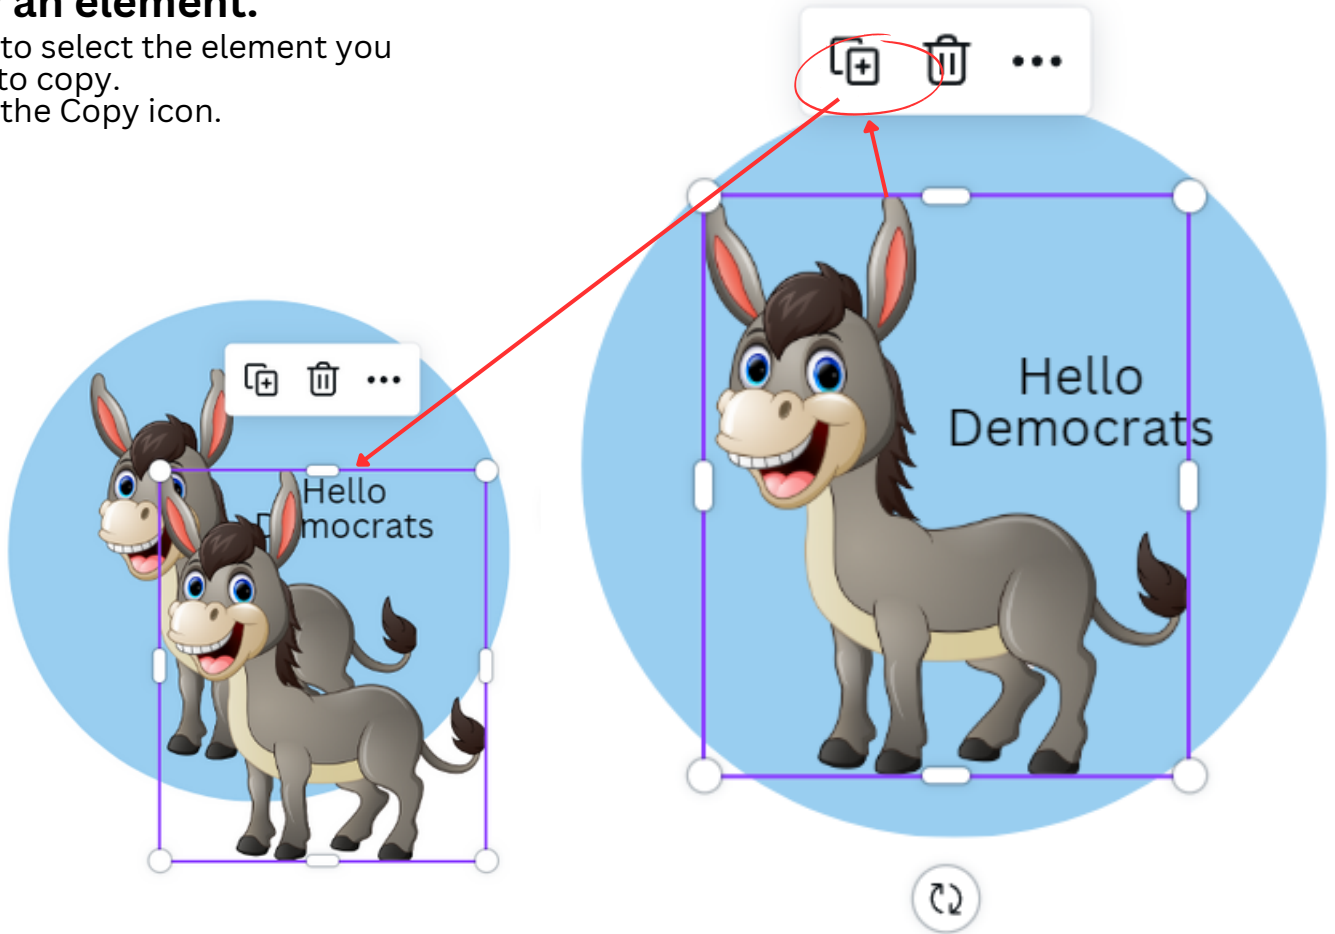 an element.
to select the element you
to copy.
the Copy icon.
Hello
Democrats
Hello
D mocrats